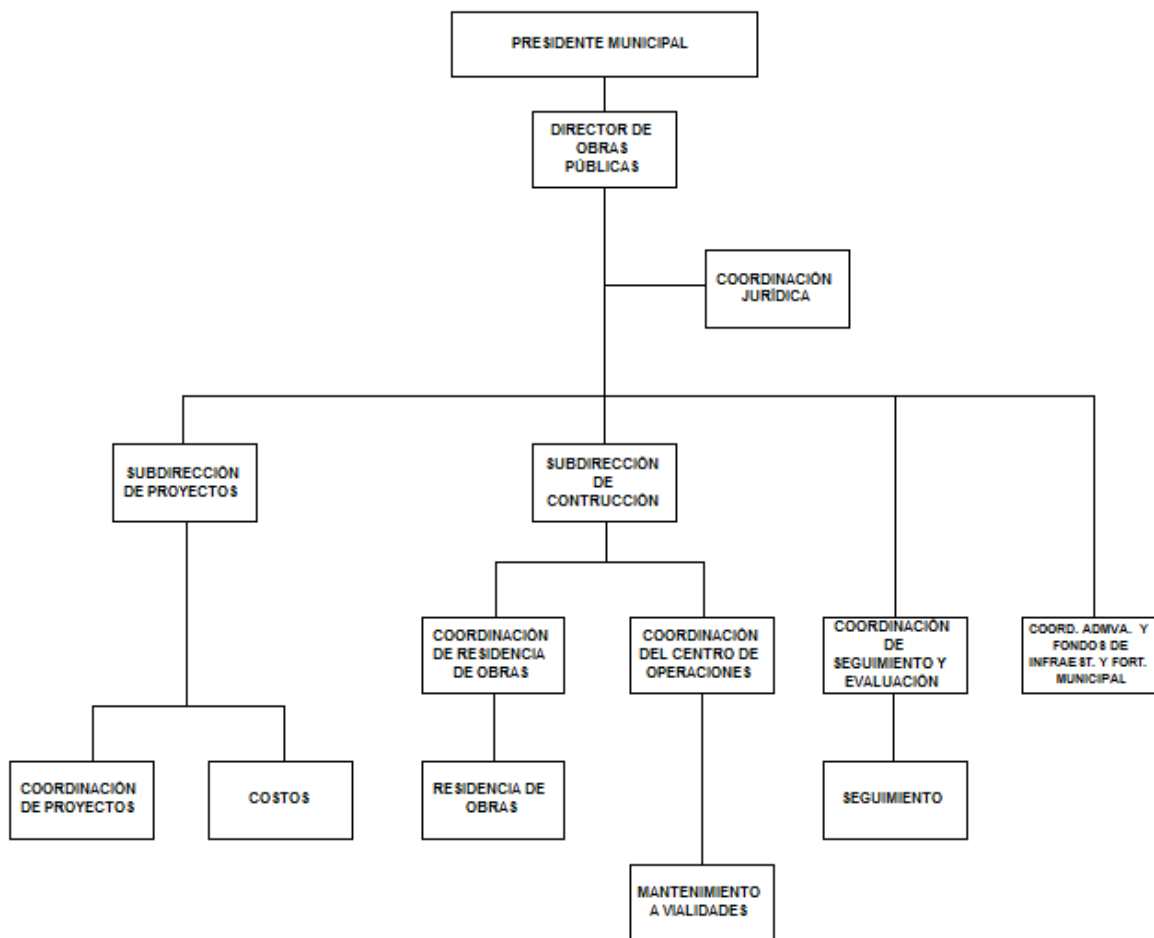 PRESIDENTE MUNICIPAL
DIRECTOR DE
OBRAS
PÚBLICAS
COORDINACIÓN
JURÍDICA
SUBDIRECCIÓN
DE PROYECTOS
SUBDIRECCIÓN
DE
CONTRUCCIÓN
COORDINACIÓN
DE RESIDENCIA
DE OBRAS
COORDINACIÓN
DEL CENTRO DE
OPERACIONES
COORDINACIÓN
DE
SEGUIMIENTO Y
EVALUACIÓN
COORD. ADMVA. Y
FONDOS DE
INFRAEST. Y FORT.
MUNICIPAL
COORDINACIÓN
DE PROYECTOS
COSTOS
RESIDENCIA DE
OBRAS
SEGUIMIENTO
MANTENIMIENTO
A VIALIDADES